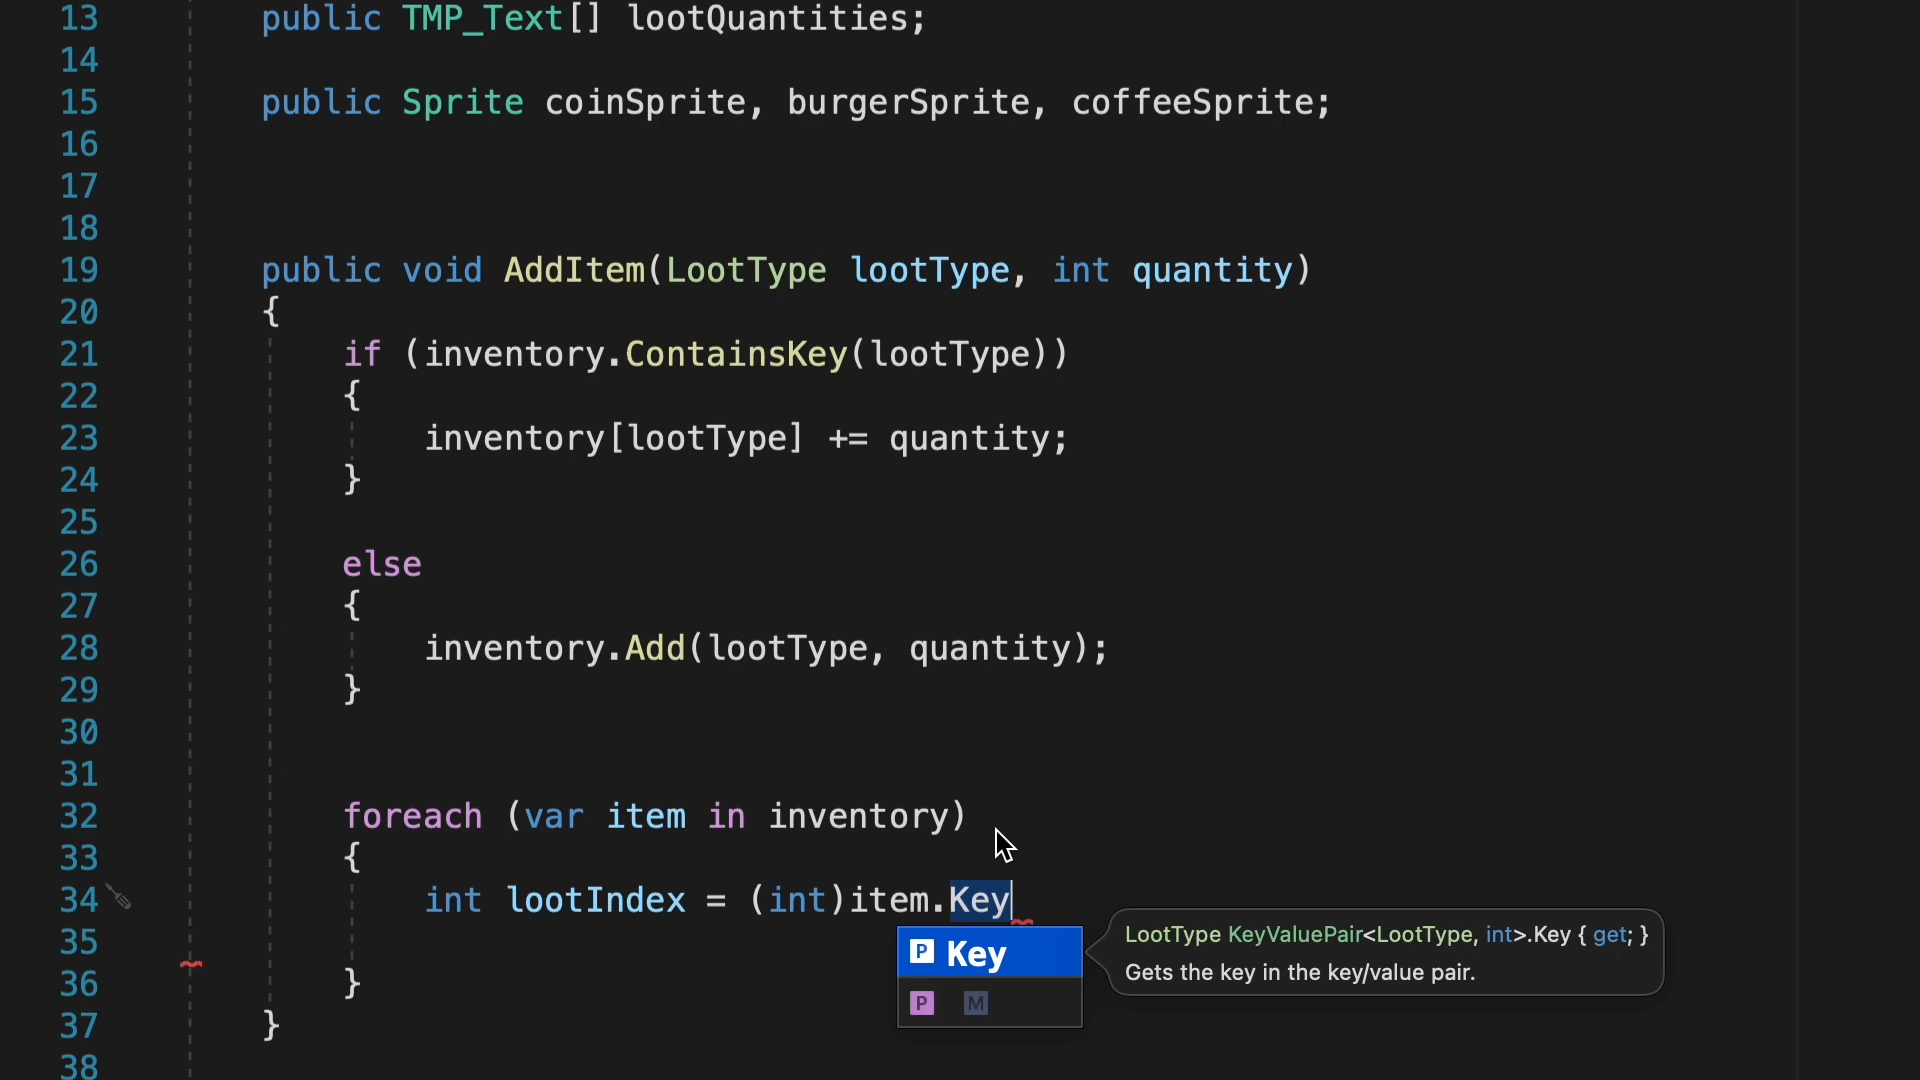 13 public TMP_Text[] lootQuantities;
14
15 public Sprite coinSprite, burgerSprite, coffeeSprite;
16
17
18
19 public void AddItem(LootType lootType, int quantity)
20 {
21 if (inventory.ContainsKey(lootType))
22 {
23 inventory[lootType] += quantity;
24 }
25
26 else
27 {
28 inventory.Add(lootType, quantity);
29 }
30
31
32 foreach (var item in inventory)
33 {
34 int lootIndex = (int)item.Key
35
P Key
LootType KeyValuePair<LootType, int>.Key { get; }
Gets the key in the key/value pair.
P M
36 }
37 }
38